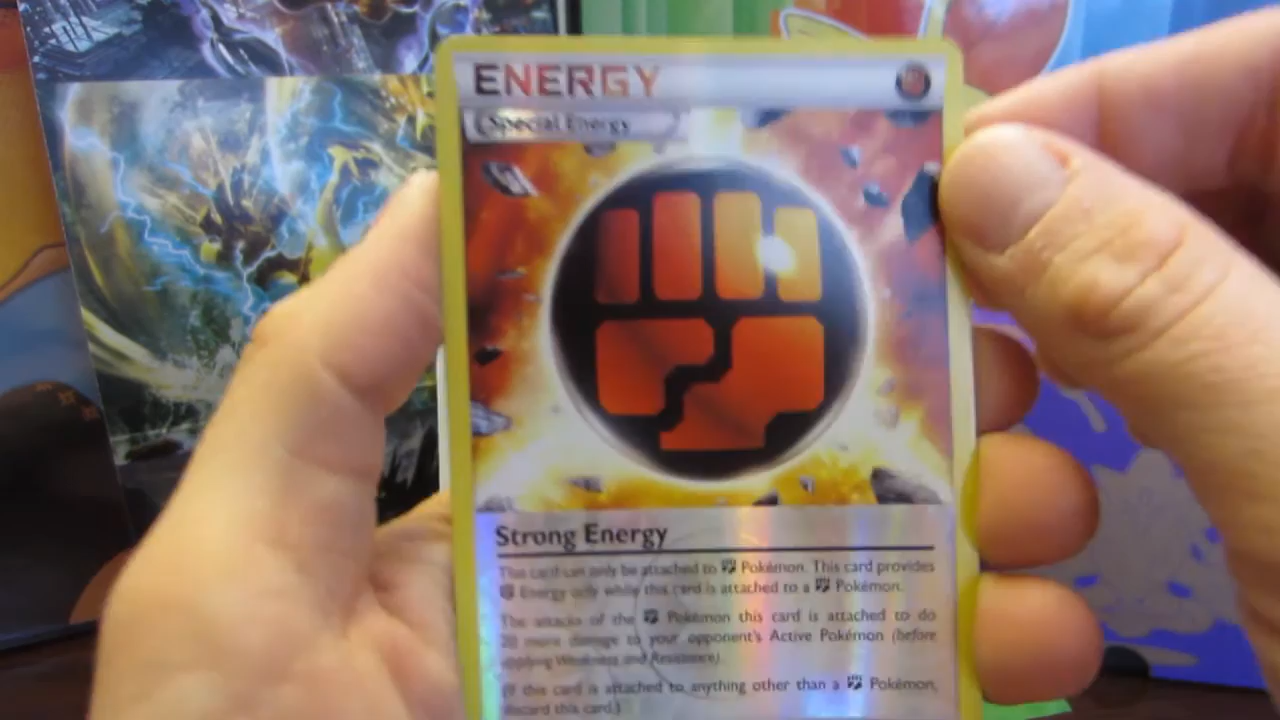 ENERGY
Special Energy
Strong Energy
This card can only be attached to Pokémon. This card provides
Energy only while this card is attached to a Pokémon.
The attacks of the Pokémon this card is attached to do
20 more damage to your opponent's Active Pokémon (before
applying Weakness and Resistance).
(If this card is attached to anything other than a Pokémon,
discard this card.)